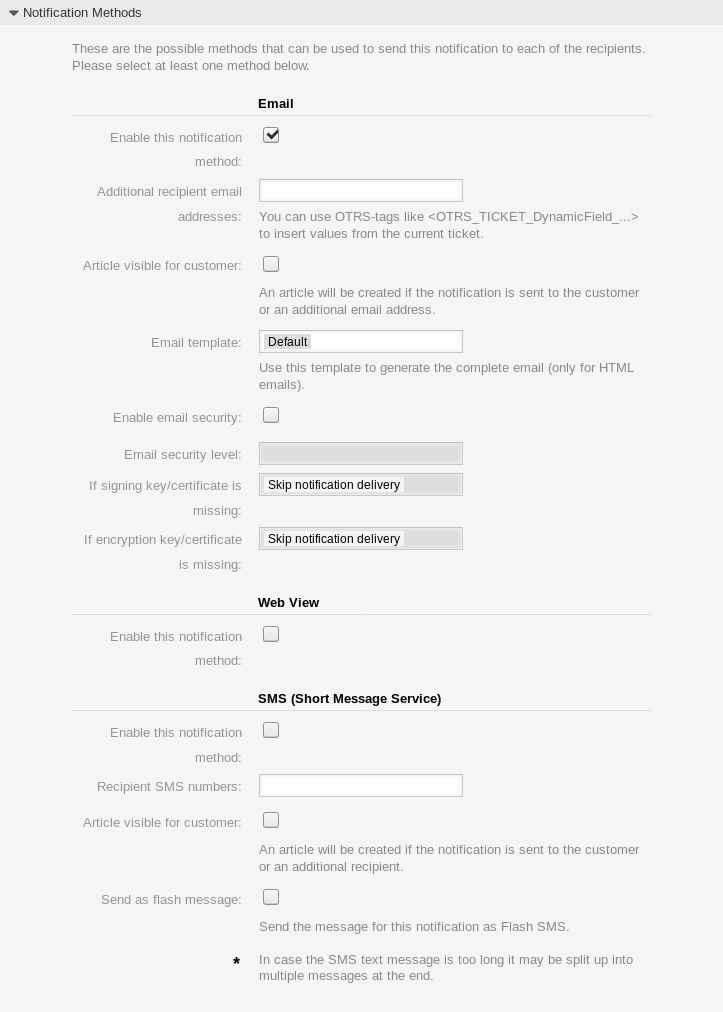 Notification Methods
These are the possible methods that can be used to send this notification to each of the recipients.
Please select at least one method below.
Email
Enable this notification
method:
Additional recipient email
addresses:
You can use OTRS-tags like <OTRS_TICKET_DynamicField_...>
to insert values from the current ticket.
Article visible for customer:
An article will be created if the notification is sent to the customer
or an additional email address.
Email template:
Default
Use this template to generate the complete email (only for HTML
emails).
Enable email security:
Email security level:
If signing key/certificate is
missing:
Skip notification delivery
If encryption key/certificate
is missing:
Skip notification delivery
Web View
Enable this notification
method:
SMS (Short Message Service)
Enable this notification
method:
Recipient SMS numbers:
Article visible for customer:
An article will be created if the notification is sent to the customer
or an additional recipient.
Send as flash message:
Send the message for this notification as Flash SMS.
* In case the SMS text message is too long it may be split up into
multiple messages at the end.